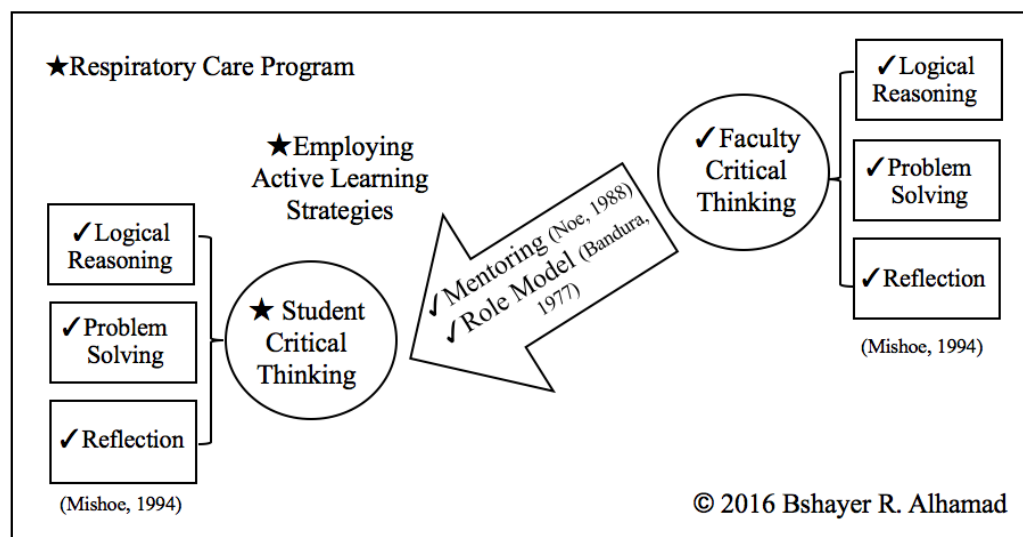 ★Respiratory Care Program
★Employing
Active Learning
Strategies
✓Logical
Reasoning
✓Problem
Solving
✓Reflection
(Mishoe, 1994)
★ Student
Critical
Thinking
✓Mentoring (Noe, 1988)
✓Role Model (Bandura,
1977)
✓Faculty
Critical
Thinking
✓Logical
Reasoning
✓Problem
Solving
✓Reflection
(Mishoe, 1994)
© 2016 Bshayer R. Alhamad